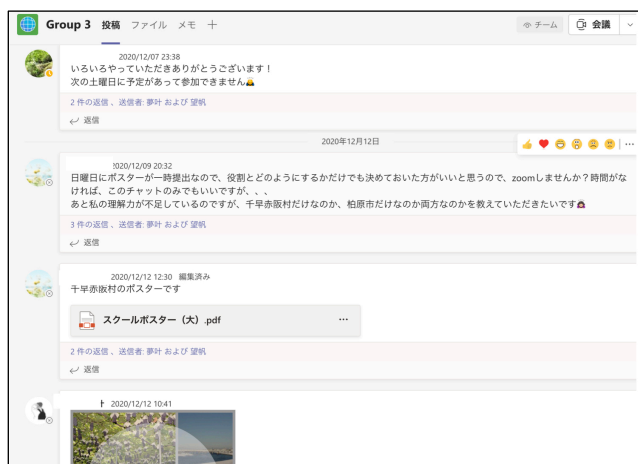 Group 3 投稿 ファイル メモ
チーム
会議
2020/12/07 23:38
いろいろやっていただきありがとうございます！
次の土曜日に予定があって参加できません
2 件の返信 、送信者: 夢叶 および 望帆
返信
2020年12月12日
2020/12/09 20:32
日曜日にポスターが一時提出なので、役割とどのようにするかだけでも決めておいた方がいいと思うので、zoomしませんか？時間がな
ければ、このチャットのみでもいいですが、、、
あと私の理解力が不足しているのですが、千早赤阪村だけなのか、柏原市だけなのか両方なのかを教えていただきたいです
3 件の返信 、送信者: 夢叶 および 望帆
返信
2020/12/12 12:30 編集済み
千早赤阪村のポスターです
スクールポスター（大）.pdf
2 件の返信 、送信者: 夢叶 および 望帆
返信
2020/12/12 10:41